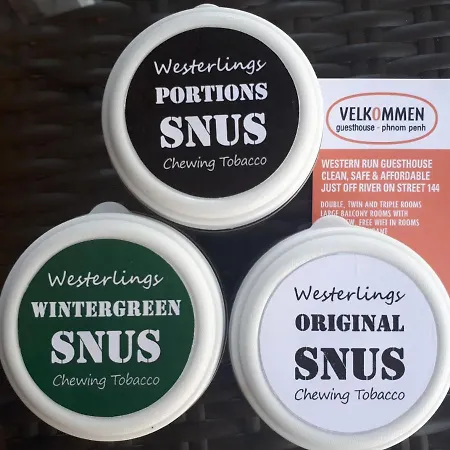 Westerlings
PORTIONS
SNUS
Chewing Tobacco
VELKOMMEN
guesthouse - phnom penh
WESTERN RUN GUESTHOUSE
CLEAN, SAFE & AFFORDABLE
JUST OFF RIVER ON STREET 144
DOUBLE, TWIN AND TRIPLE ROOMS
LARGE BALCONY ROOMS WITH
FREE WIFI IN ROOMS
Westerlings
WINTERGREEN
SNUS
Chewing Tobacco
Westerlings
ORIGINAL
SNUS
Chewing Tobacco